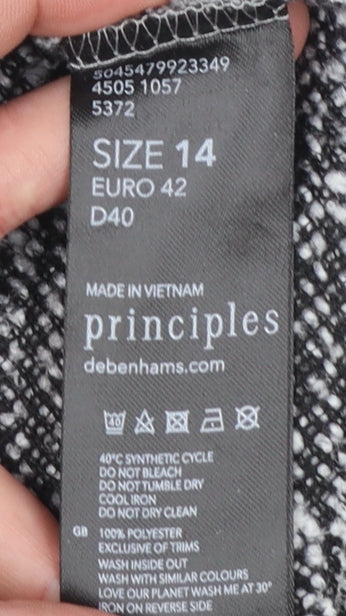 5045479923349
4505 1057
5372
SIZE 14
EURO 42
D40
MADE IN VIETNAM
principles
debenhams.com
40
40°C SYNTHETIC CYCLE
DO NOT BLEACH
DO NOT TUMBLE DRY
COOL IRON
DO NOT DRY CLEAN
GB 100% POLYESTER
EXCLUSIVE OF TRIMS
WASH INSIDE OUT
WASH WITH SIMILAR COLOURS
LOVE OUR PLANET WASH ME AT 30°
IRON ON REVERSE SIDE